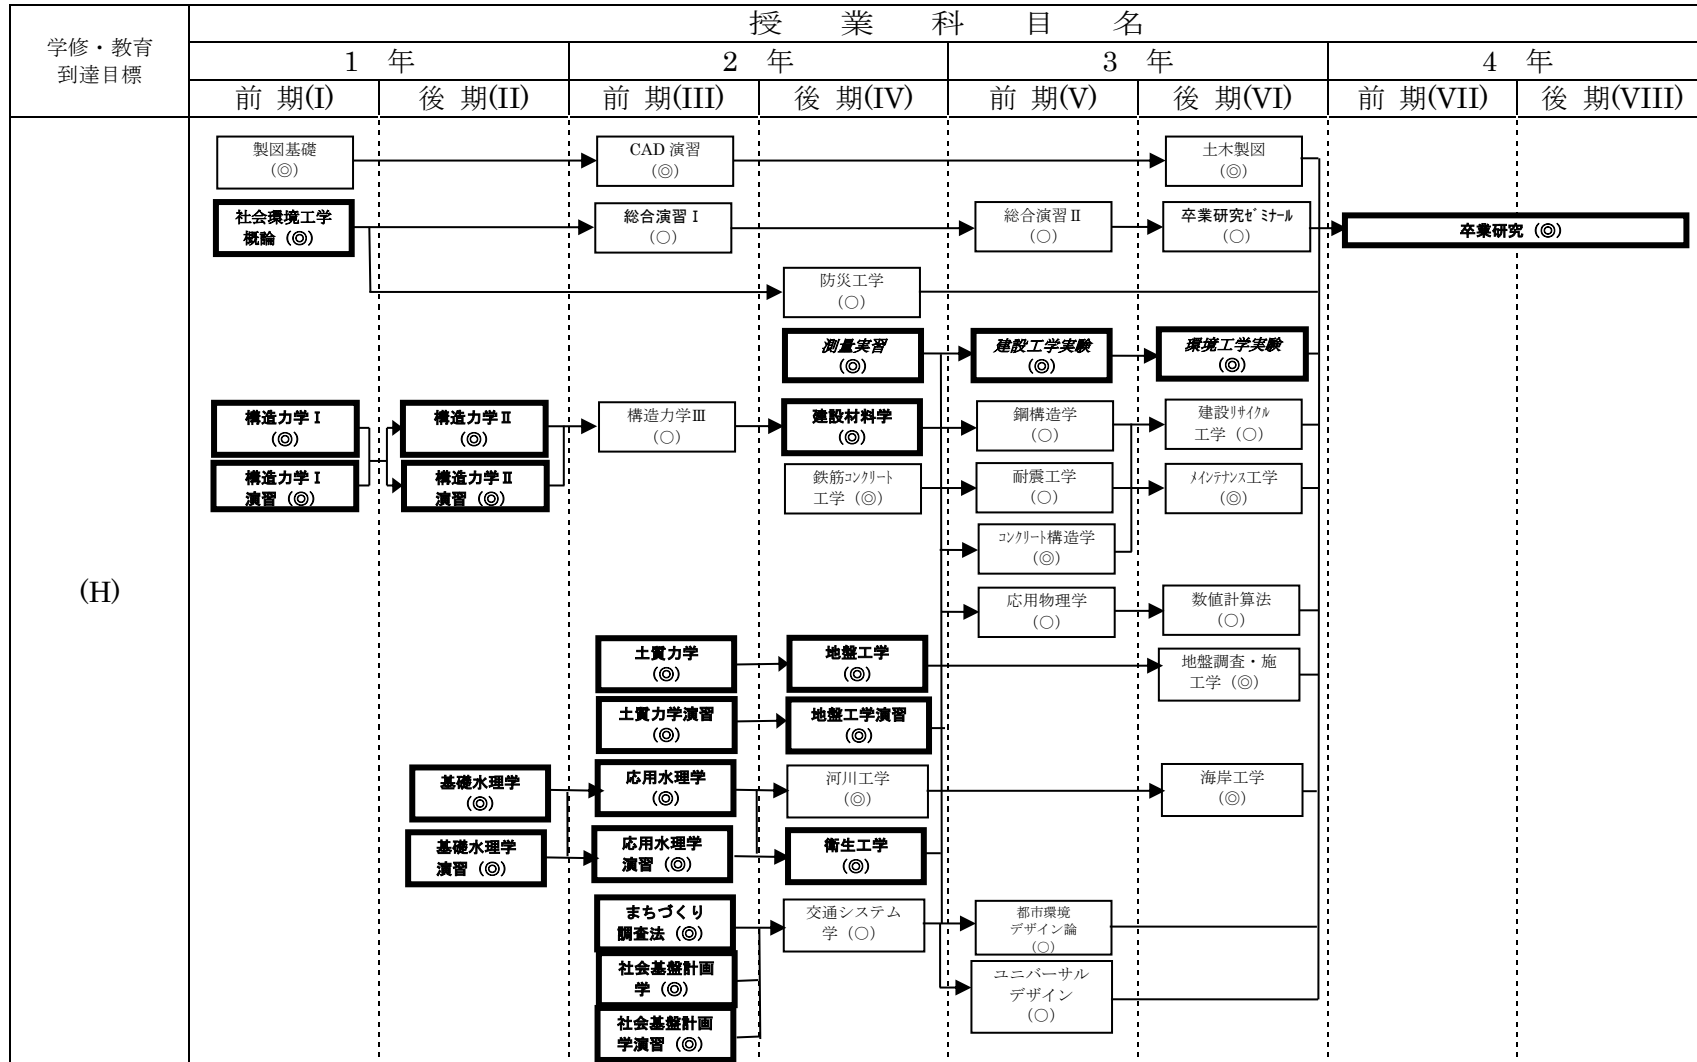 学修・教育
到達目標
授 業 科 目 名
1 年
2 年
3 年
4 年
前 期(I)
後 期(II)
前 期(III)
後 期(IV)
前 期(V)
後 期(VI)
前 期(VII)
後 期(VIII)
(H)
製図基礎
(◎)
CAD 演習
(◎)
土木製図
(◎)
社会環境工学
概論 (◎)
総合演習Ⅰ
(○)
総合演習Ⅱ
(○)
卒業研究ｾﾞﾐﾅｰﾙ
(○)
卒業研究 (◎)
防災工学
(○)
測量実習
(◎)
建設工学実験
(◎)
環境工学実験
(◎)
構造力学Ⅰ
(◎)
構造力学Ⅱ
(◎)
構造力学Ⅲ
(○)
建設材料学
(◎)
鋼構造学
(○)
建設ﾘｻｲｸﾙ
工学 (○)
構造力学Ⅰ
演習 (◎)
構造力学Ⅱ
演習 (◎)
鉄筋ｺﾝｸﾘｰﾄ
工学 (◎)
耐震工学
(○)
ﾒｲﾝﾃﾅﾝｽ工学
(◎)
ｺﾝｸﾘｰﾄ構造学
(◎)
応用物理学
(○)
数値計算法
(○)
土質力学
(◎)
地盤工学
(◎)
地盤調査・施
工学 (◎)
土質力学演習
(◎)
地盤工学演習
(◎)
基礎水理学
(◎)
応用水理学
(◎)
河川工学
(◎)
海岸工学
(◎)
基礎水理学
演習 (◎)
応用水理学
演習 (◎)
衛生工学
(◎)
まちづくり
調査法 (◎)
交通システム
学 (○)
都市環境
デザイン論
(○)
社会基盤計画
学 (◎)
ユニバーサル
デザイン
(○)
社会基盤計画
学演習 (◎)